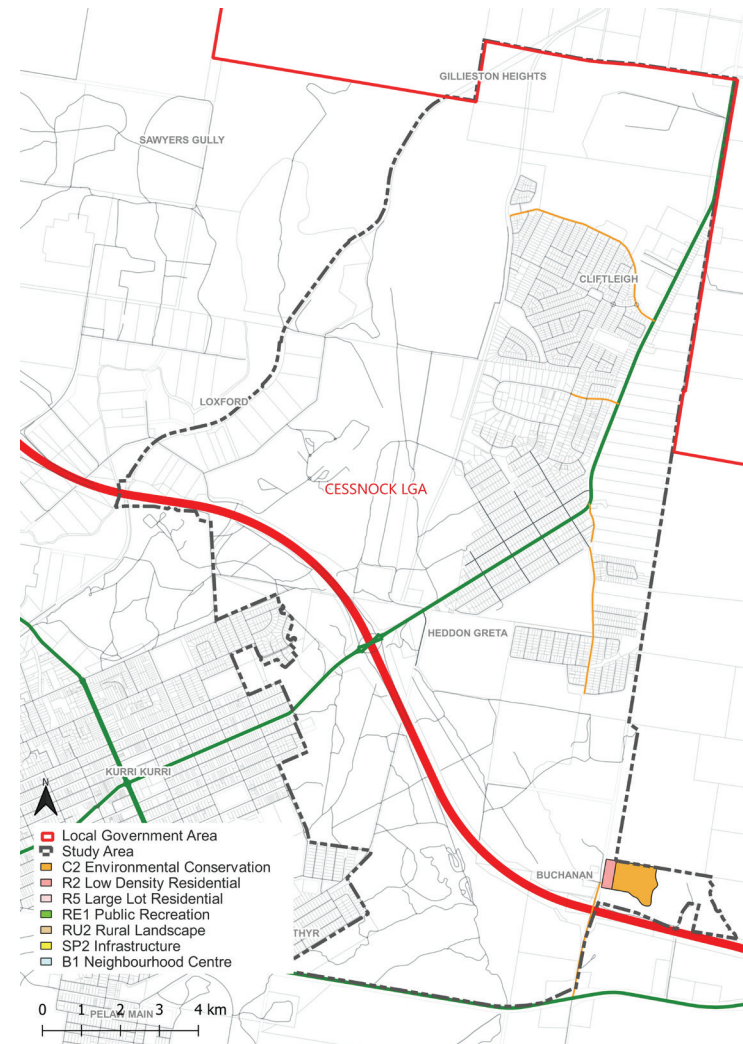 GILLIESTON HEIGHTS
SAWYERS GULLY
CLIFTLEIGH
LOXFORD
CESSNOCK LGA
HEDDON GRETA
KURRI KURRI
N
BUCHANAN
Local Government Area
Study Area
C2 Environmental Conservation
R2 Low Density Residential
R5 Large Lot Residential
RE1 Public Recreation
RU2 Rural Landscape
SP2 Infrastructure
B1 Neighbourhood Centre
THYR
0 1 2 3 4 km
PELAW MAIN